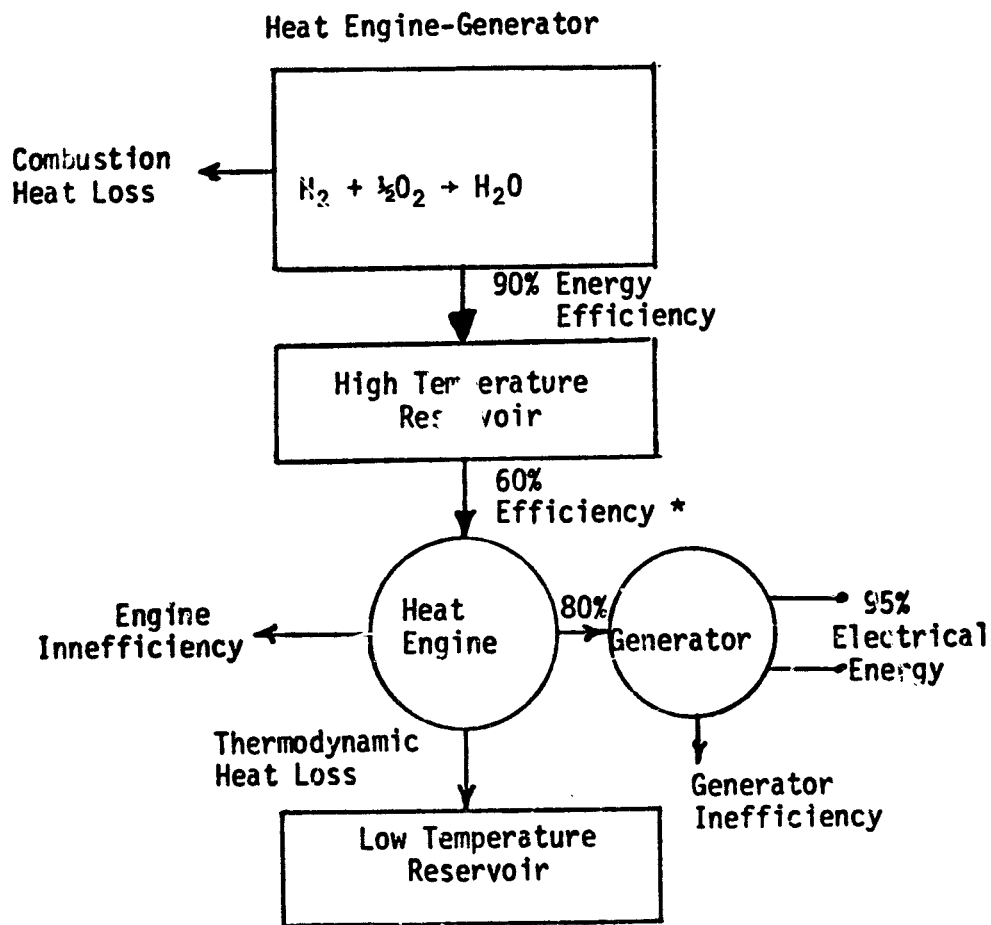 Heat Engine-Generator
Combustion
Heat Loss
H₂ + ½O₂ → H₂O
90% Energy
Efficiency
High Temperature
Reservoir
60%
Efficiency *
Engine
Innefficiency
Heat
Engine
80%
Generator
95%
Electrical
Energy
Thermodynamic
Heat Loss
Generator
Inefficiency
Low Temperature
Reservoir